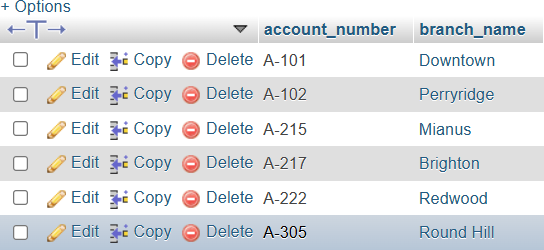 + Options
←T→ account_number branch_name
Edit Copy Delete A-101 Downtown
Edit Copy Delete A-102 Perryridge
Edit Copy Delete A-215 Mianus
Edit Copy Delete A-217 Brighton
Edit Copy Delete A-222 Redwood
Edit Copy Delete A-305 Round Hill